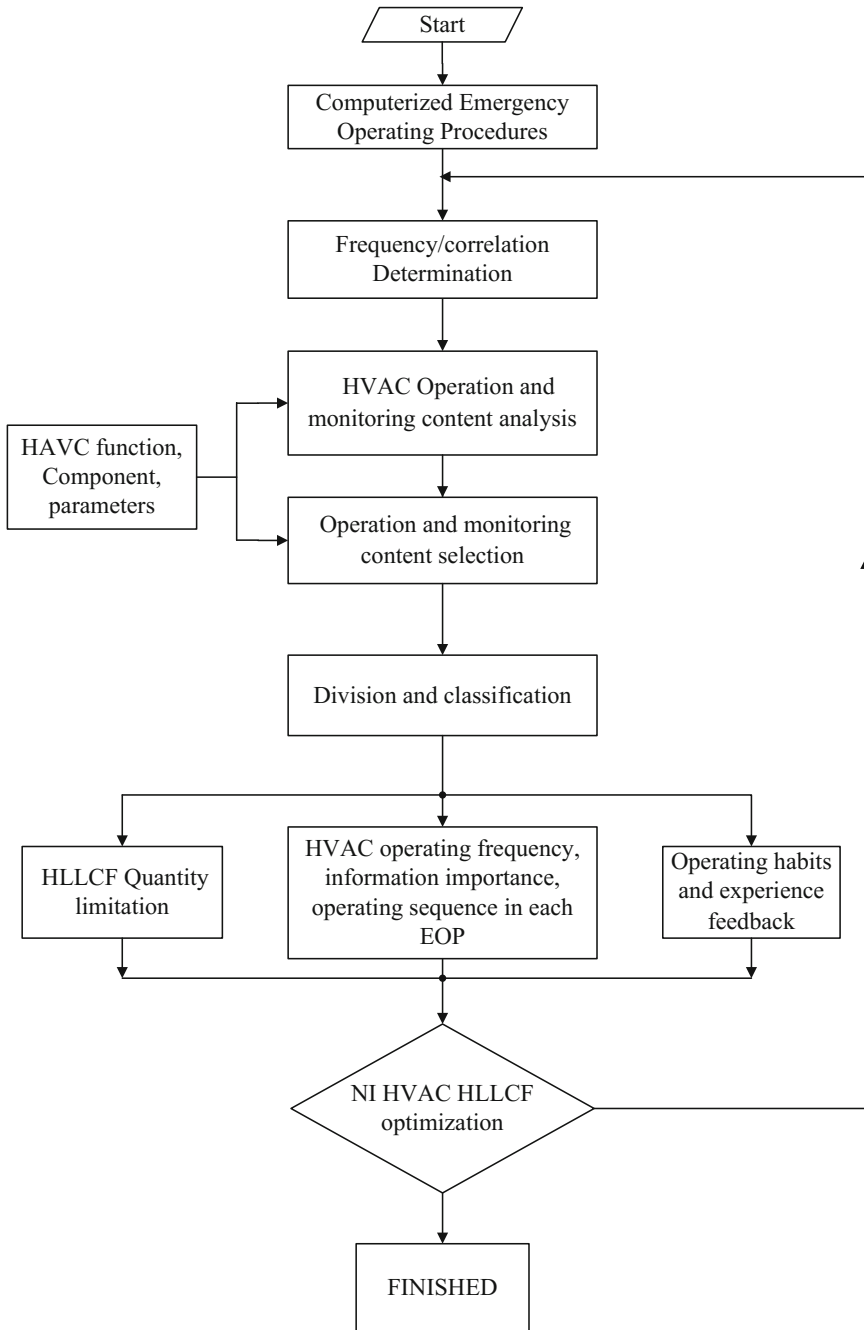 Start
Computerized Emergency
Operating Procedures
Frequency/correlation
Determination
HVAC Operation and
monitoring content analysis
HAVC function,
Component,
parameters
Operation and monitoring
content selection
Division and classification
HLLCF Quantity
limitation
HVAC operating frequency,
information importance,
operating sequence in each
EOP
Operating habits
and experience
feedback
NI HVAC HLLCF
optimization
FINISHED